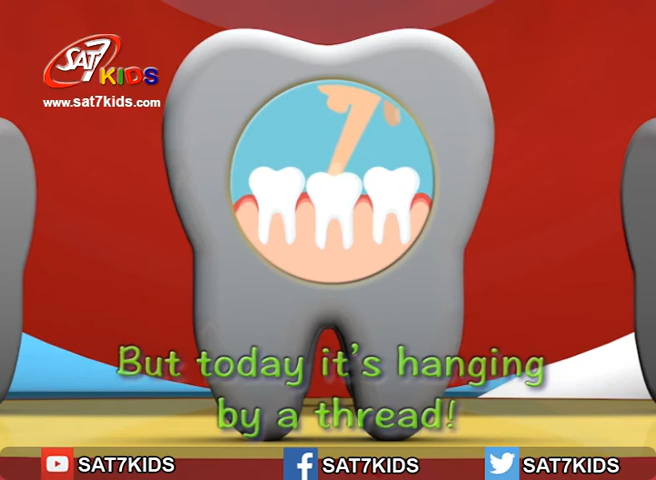 SAT7
KIDS
www.sat7kids.com
But today it's hanging
by a thread!
SAT7KIDS
SAT7KIDS
SAT7KIDS